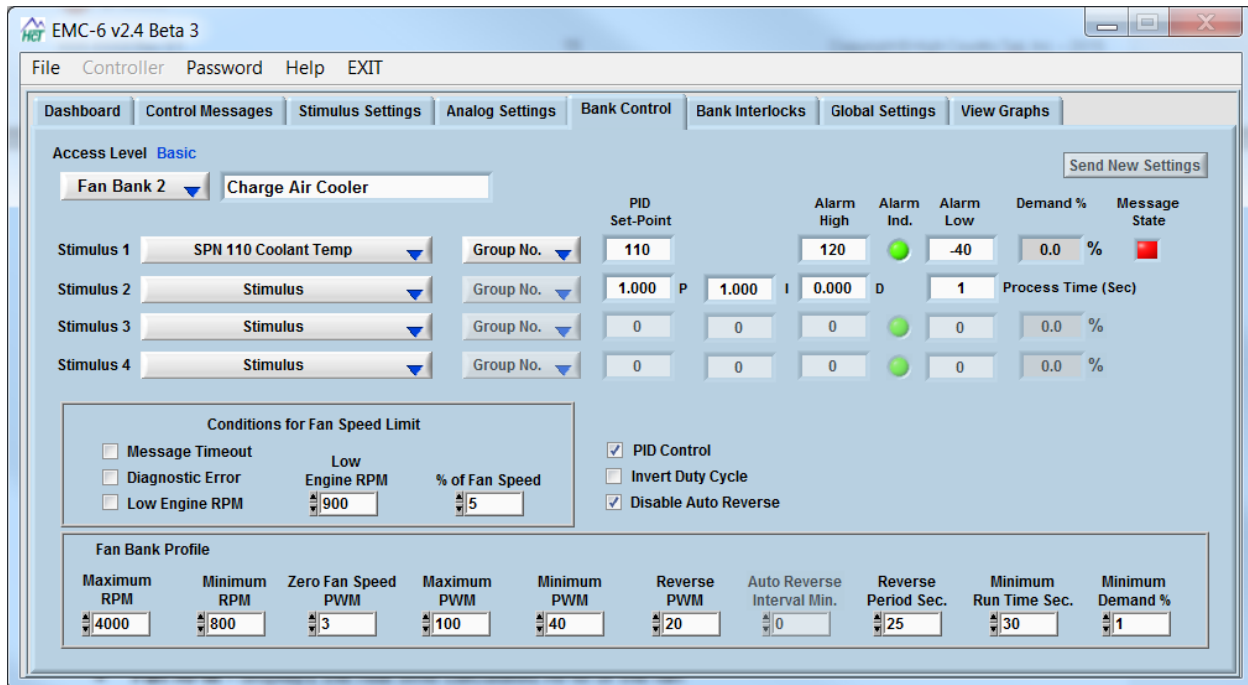 HCT EMC-6 v2.4 Beta 3
File Controller Password Help EXIT
Dashboard Control Messages Stimulus Settings Analog Settings Bank Control Bank Interlocks Global Settings View Graphs
Access Level Basic
Send New Settings
Fan Bank 2 Charge Air Cooler
PID Set-Point Alarm High Alarm Ind. Alarm Low Demand % Message State
Stimulus 1 SPN 110 Coolant Temp Group No. 110 120 -40 0.0 %
Stimulus 2 Stimulus Group No. 1.000 P 1.000 I 0.000 D 1 Process Time (Sec)
Stimulus 3 Stimulus Group No. 0 0 0 0 0.0 %
Stimulus 4 Stimulus Group No. 0 0 0 0 0.0 %
Conditions for Fan Speed Limit
Message Timeout
Diagnostic Error
Low Engine RPM
Low Engine RPM
900
% of Fan Speed
5
PID Control
Invert Duty Cycle
Disable Auto Reverse
Fan Bank Profile
Maximum RPM Minimum RPM Zero Fan Speed PWM Maximum PWM Minimum PWM Reverse PWM Auto Reverse Interval Min. Reverse Period Sec. Minimum Run Time Sec. Minimum Demand %
4000 800 3 100 40 20 0 25 30 1